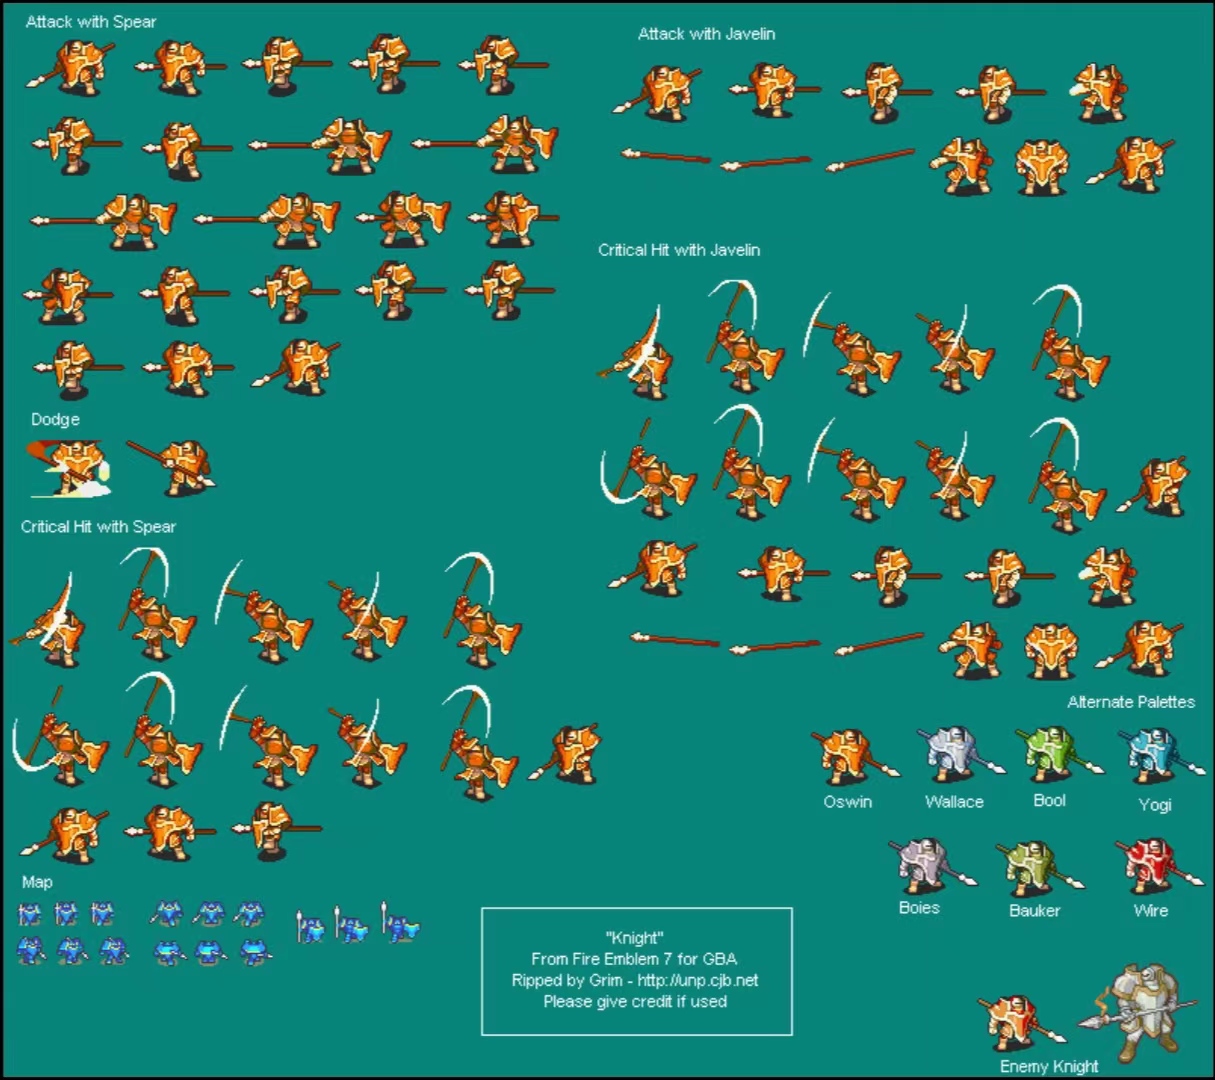 Attack with Spear
Attack with Javelin
Critical Hit with Javelin
Dodge
Critical Hit with Spear
Alternate Palettes
Oswin
Wallace
Bool
Yogi
Map
Boies
Bauker
Wire
"Knight"
From Fire Emblem 7 for GBA
Ripped by Grim - http://unp.cjb.net
Please give credit if used
Enemy Knight